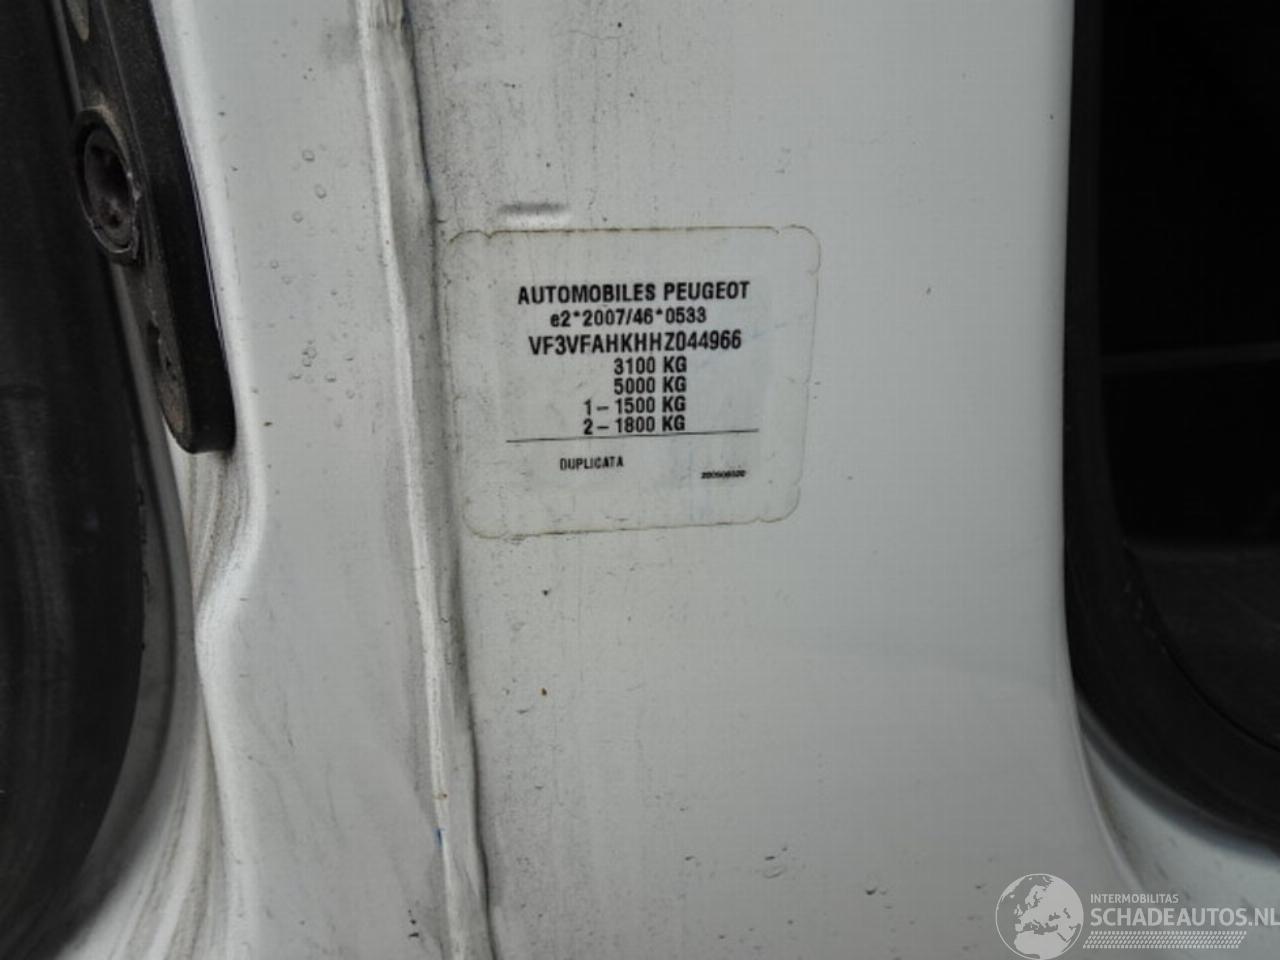 AUTOMOBILES PEUGEOT
e2*2007/46*0533
VF3VFAHKHHZ044966
3100 KG
5000 KG
1 – 1500 KG
2 – 1800 KG
DUPLICATA
INTERMOBILITAS
SCHADEAUTOS.NL